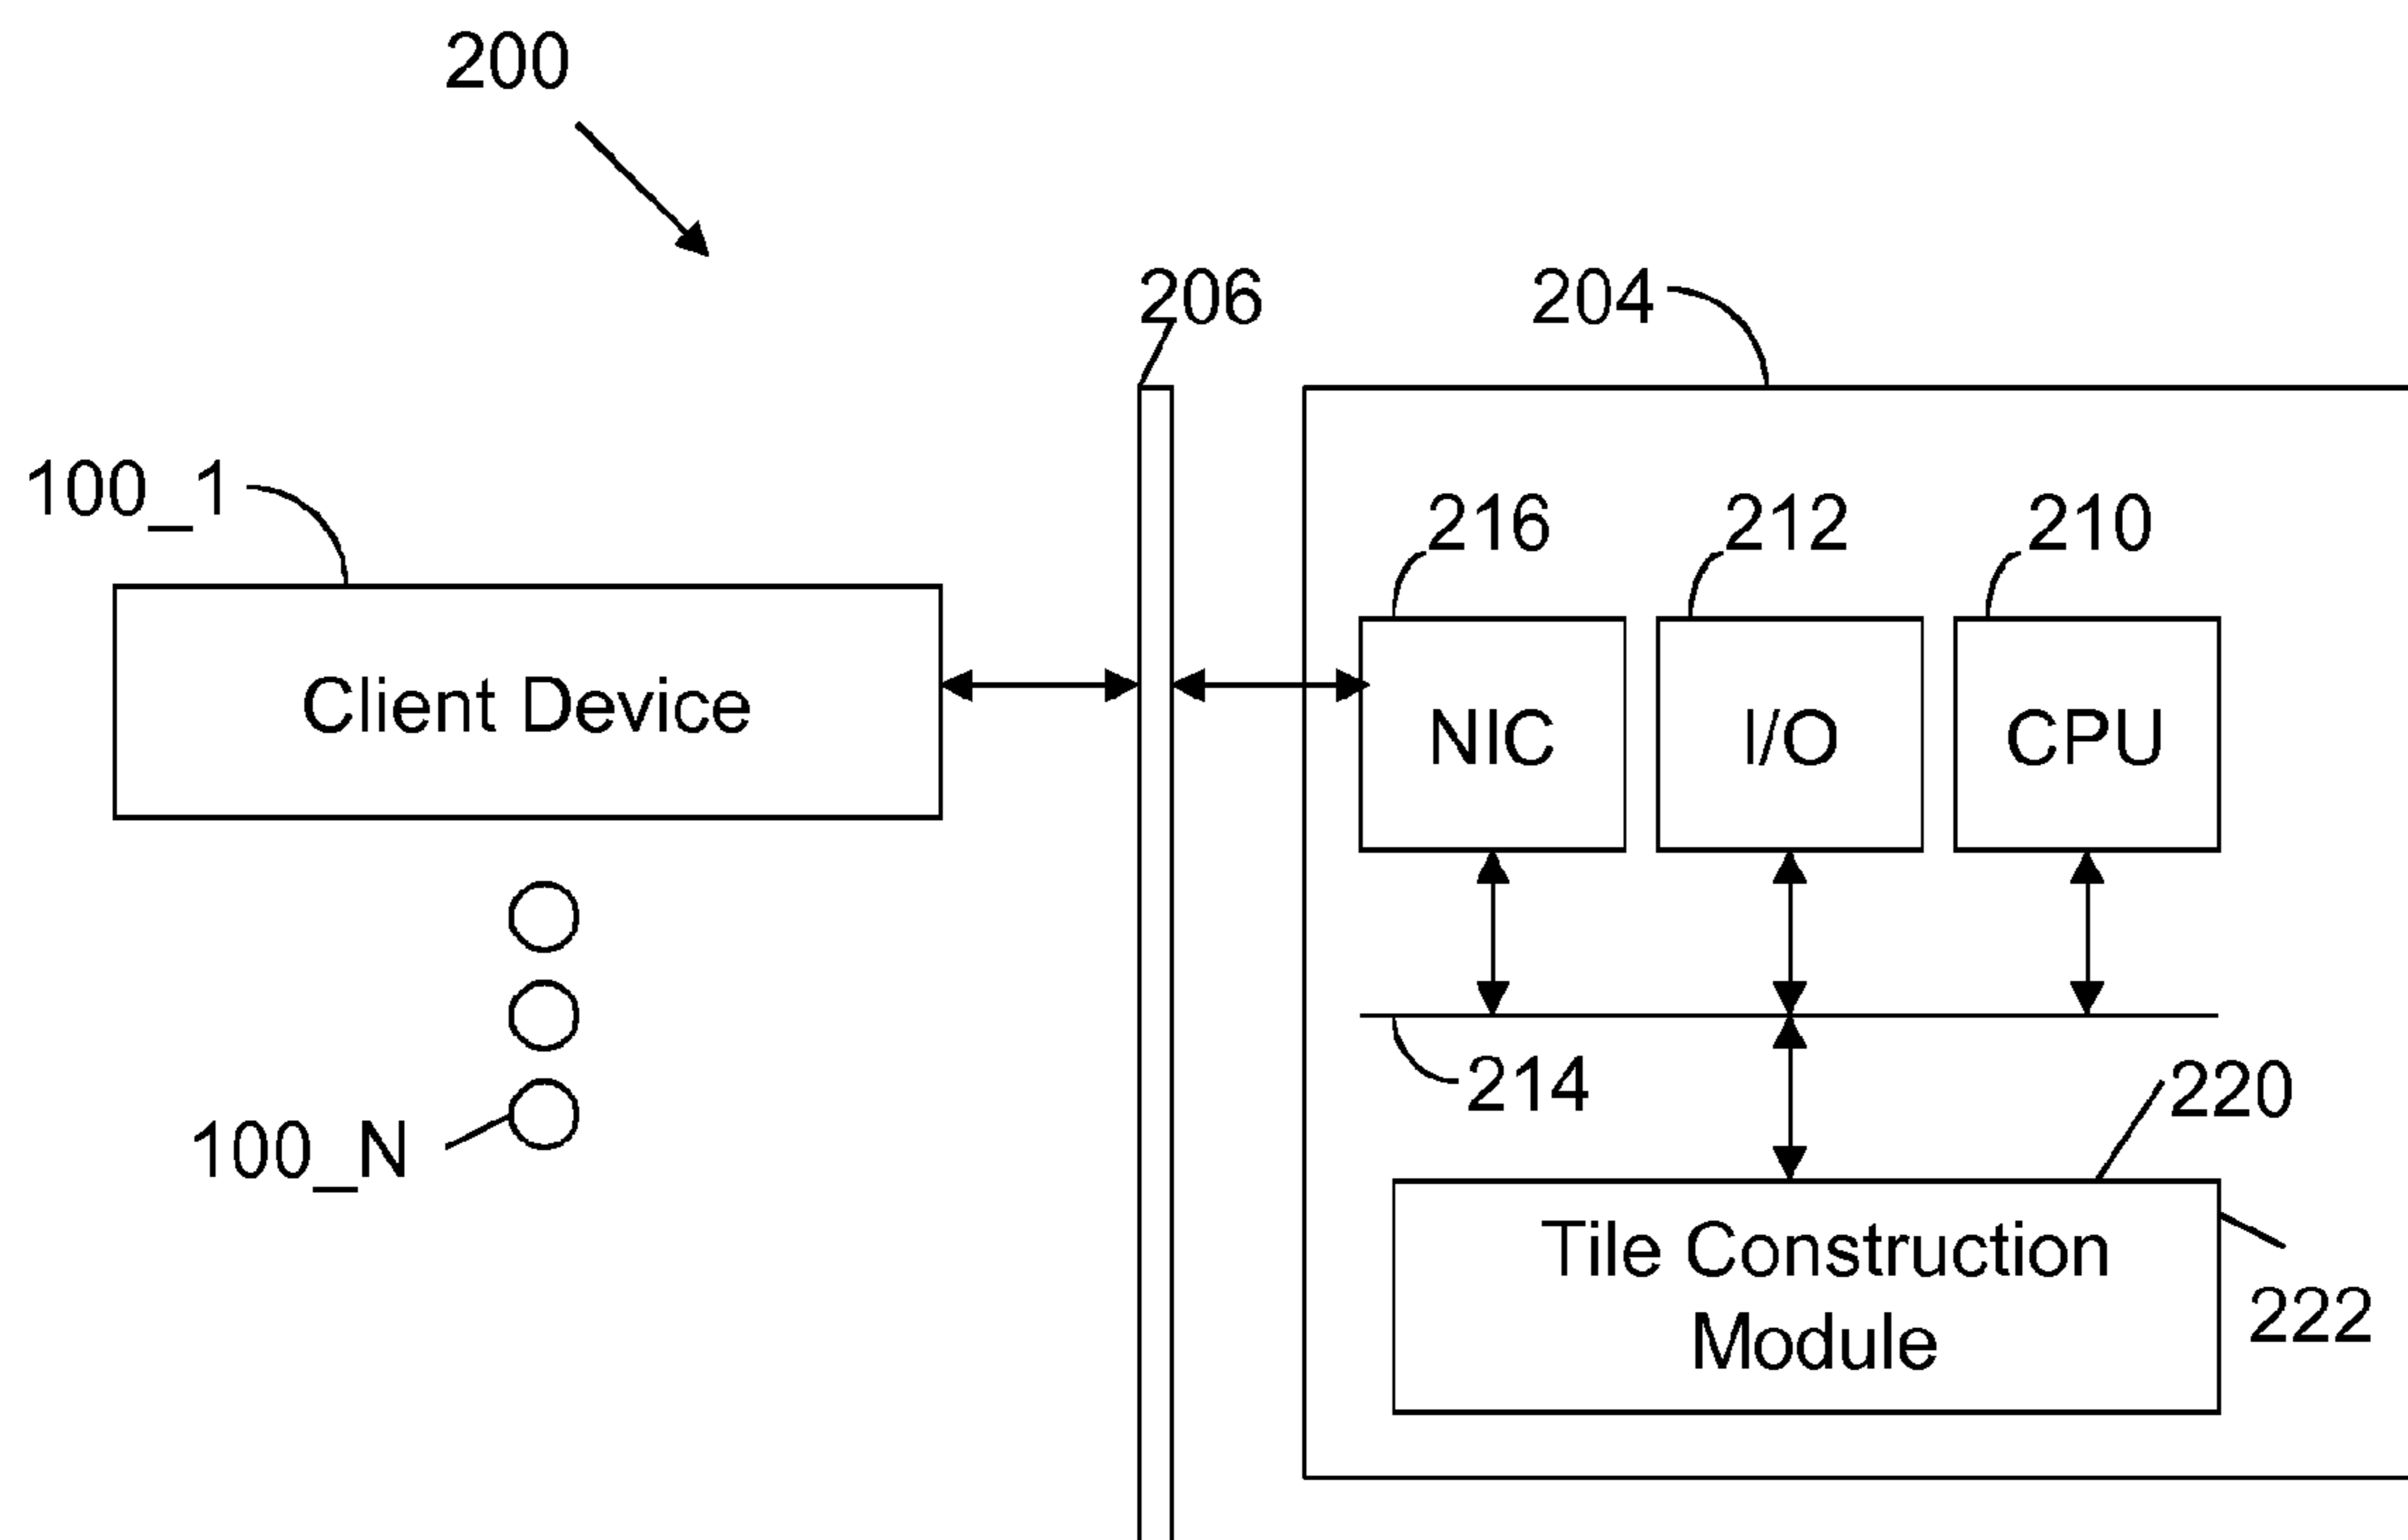 200
206
204
100_1
216
212
210
Client Device
NIC
I/O
CPU
214
220
100_N
Tile Construction
Module
222